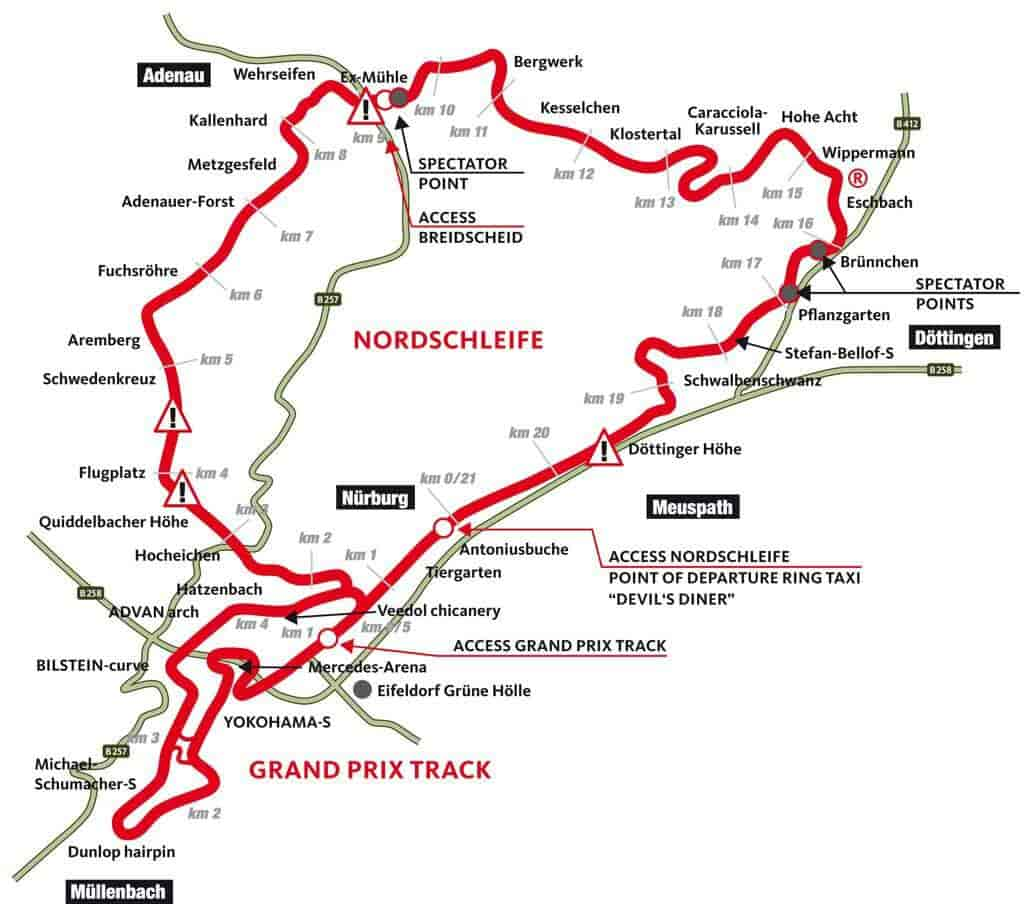 Adenau
Wehrseifen
Ex-Mühle
Bergwerk
km 10
km 11
Kesselchen
Caracciola-
Karussell
Hohe Acht
B 412
Kallenhard
km 9
km 8
Klostertal
Wippermann
Metzgesfeld
SPECTATOR
POINT
km 12
km 13
km 14
km 15
®
Eschbach
Adenauer-Forst
ACCESS
BREIDSCHEID
km 16
km 7
km 17
Brünnchen
Fuchsröhre
km 6
B 257
SPECTATOR
POINTS
km 18
Pflanzgarten
Aremberg
NORDSCHLEIFE
Döttingen
km 5
Stefan-Bellof-S
Schwedenkreuz
B 258
Schwalbenschwanz
km 19
!
!
!
!
km 20
Döttinger Höhe
Flugplatz
km 4
km 0/21
Nürburg
Meuspath
Quiddelbacher Höhe
km 2
Antoniusbuche
Hocheichen
km 1
ACCESS NORDSCHLEIFE
POINT OF DEPARTURE RING TAXI
"DEVIL'S DINER"
Tiergarten
Hatzenbach
B 258
ADVAN arch
Veedol chicanery
km 4
km 1
ACCESS GRAND PRIX TRACK
BILSTEIN-curve
Mercedes-Arena
Eifeldorf Grüne Hölle
YOKOHAMA-S
km 3
B 257
Michael-
Schumacher-S
GRAND PRIX TRACK
km 2
Dunlop hairpin
Müllenbach